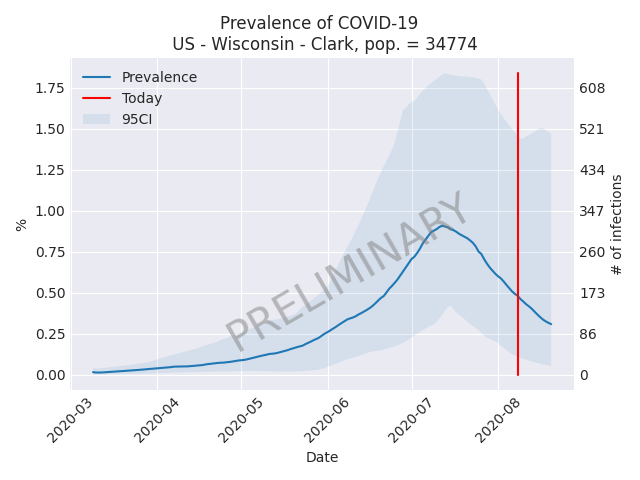 Prevalence of COVID-19
US - Wisconsin - Clark, pop. = 34774
Prevalence
Today
95CI
1.75
1.50
1.25
1.00
0.75
0.50
0.25
0.00
%
608
521
434
347
260
173
86
0
# of infections
PRELIMINARY
2020-03
2020-04
2020-05
2020-06
2020-07
2020-08
Date